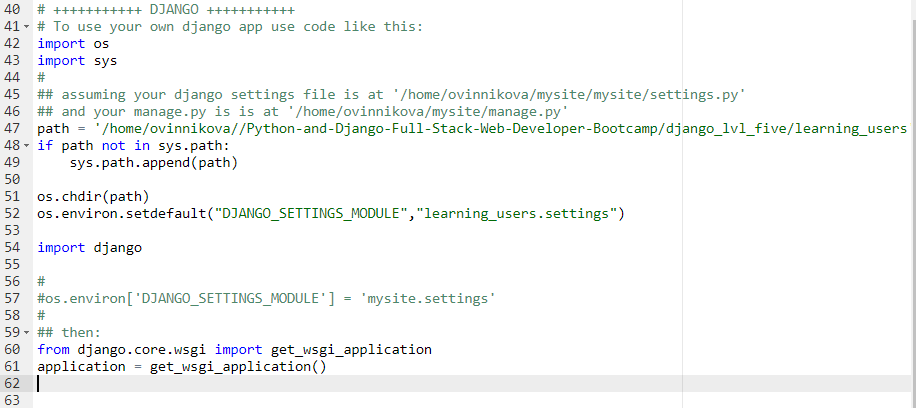 40 # +++++++++++ DJANGO +++++++++++
41 # To use your own django app use code like this:
42 import os
43 import sys
44 #
45 ## assuming your django settings file is at '/home/ovinnikova/mysite/mysite/settings.py'
46 ## and your manage.py is is at '/home/ovinnikova/mysite/manage.py'
47 path = '/home/ovinnikova//Python-and-Django-Full-Stack-Web-Developer-Bootcamp/django_lvl_five/learning_users
48 if path not in sys.path:
49     sys.path.append(path)
50
51 os.chdir(path)
52 os.environ.setdefault("DJANGO_SETTINGS_MODULE","learning_users.settings")
53
54 import django
55
56 #
57 #os.environ['DJANGO_SETTINGS_MODULE'] = 'mysite.settings'
58 #
59 ## then:
60 from django.core.wsgi import get_wsgi_application
61 application = get_wsgi_application()
62
63